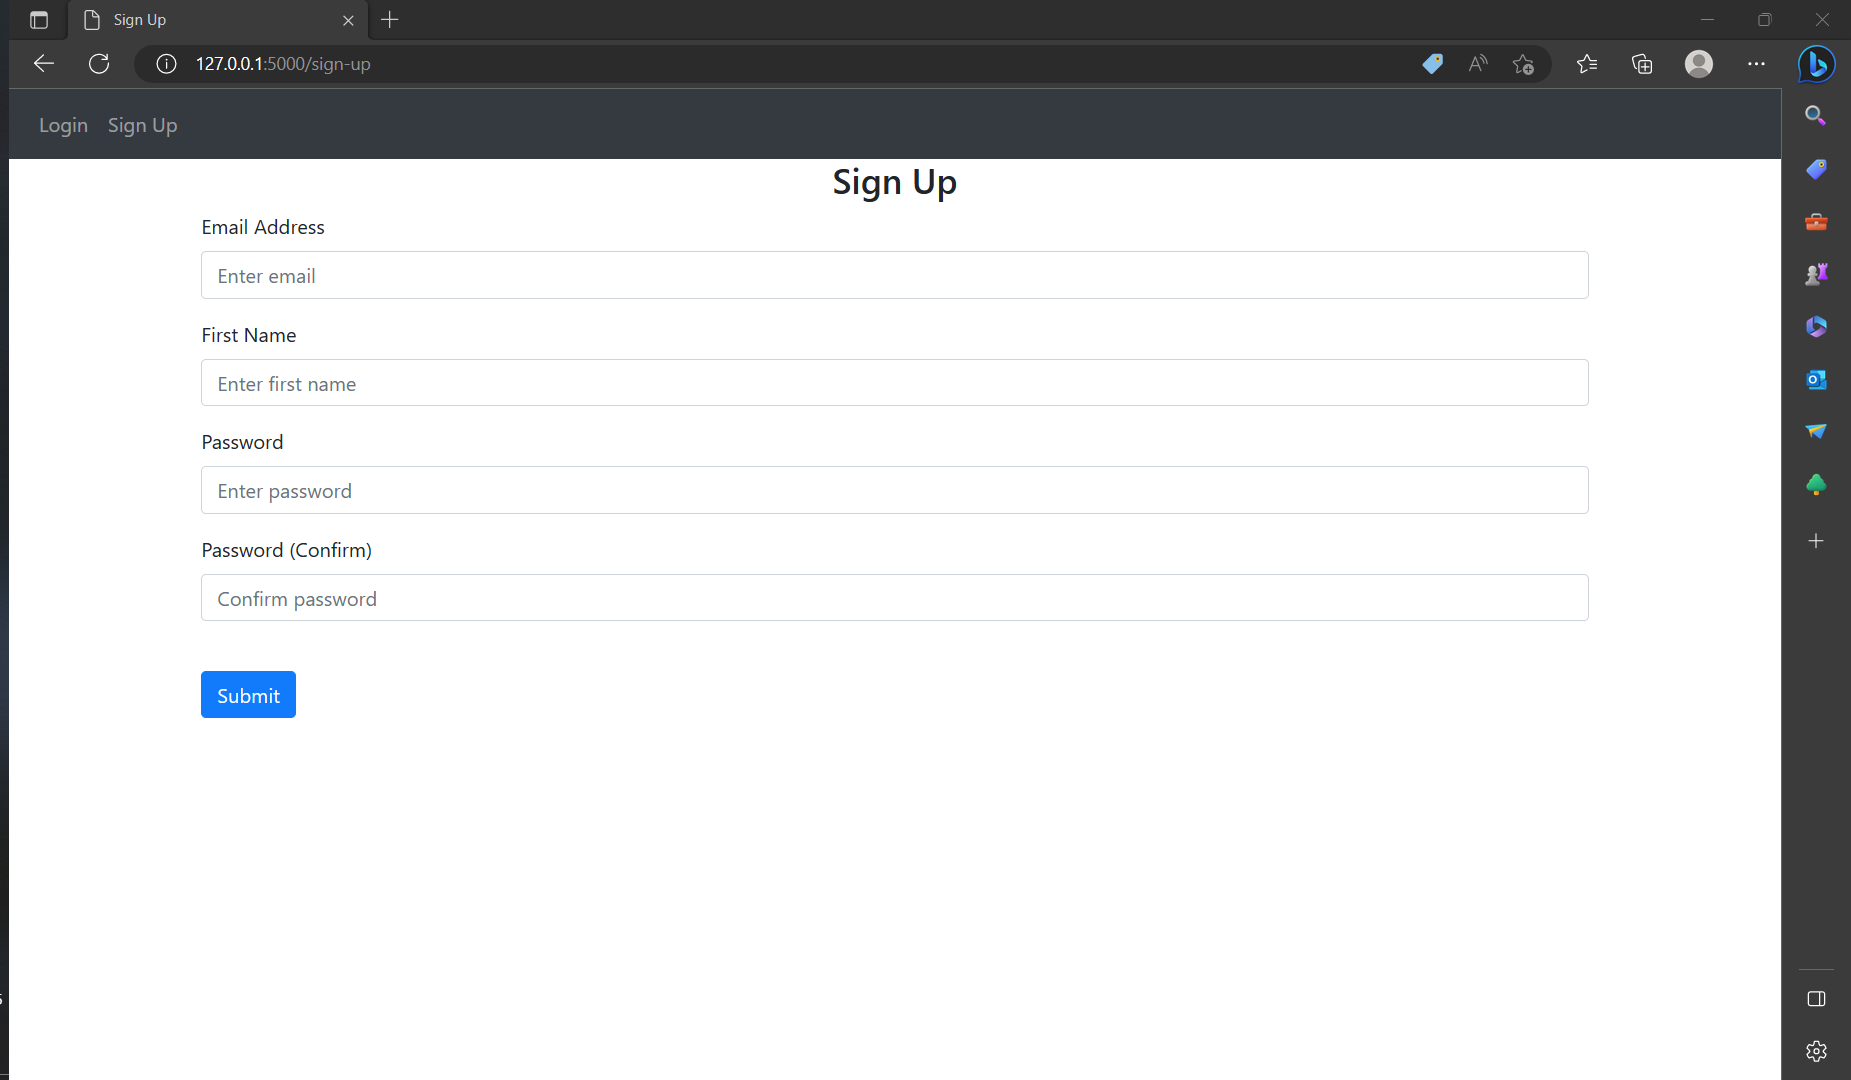 Sign Up
127.0.0.1:5000/sign-up
Login Sign Up
Sign Up
Email Address
Enter email
First Name
Enter first name
Password
Enter password
Password (Confirm)
Confirm password
Submit